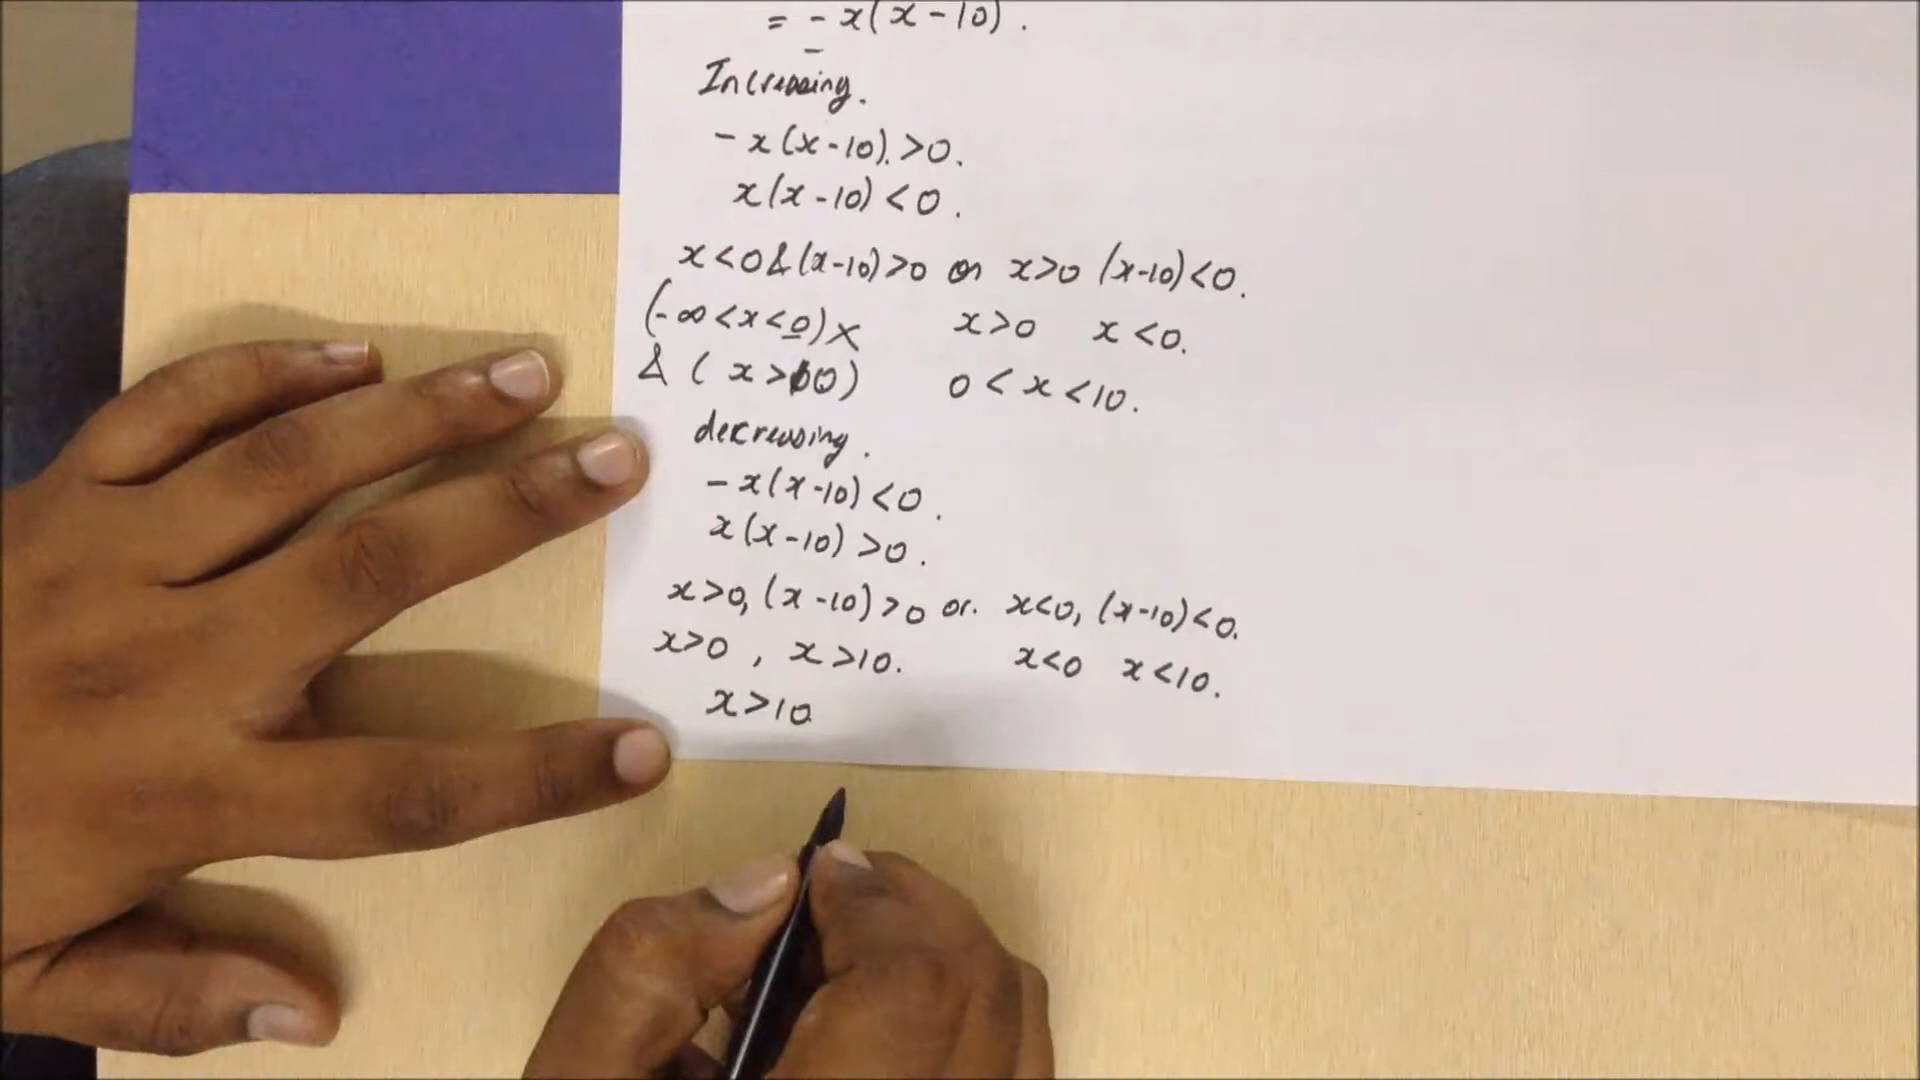 = - x(x-10).
Increasing.
- x(x-10).>0.
x(x-10)<0.
x<0&(x-10)>0 or x>0 (x-10)<0.
(-∞<x<0)X x>0 x<0.
& ( x>10) 0<x<10.
decreasing.
- x(x-10)<0.
x(x-10)>0.
x>0,(x-10)>0 or. x<0, (x-10)<0.
x>0 , x>10. x<0 x<10.
x>10